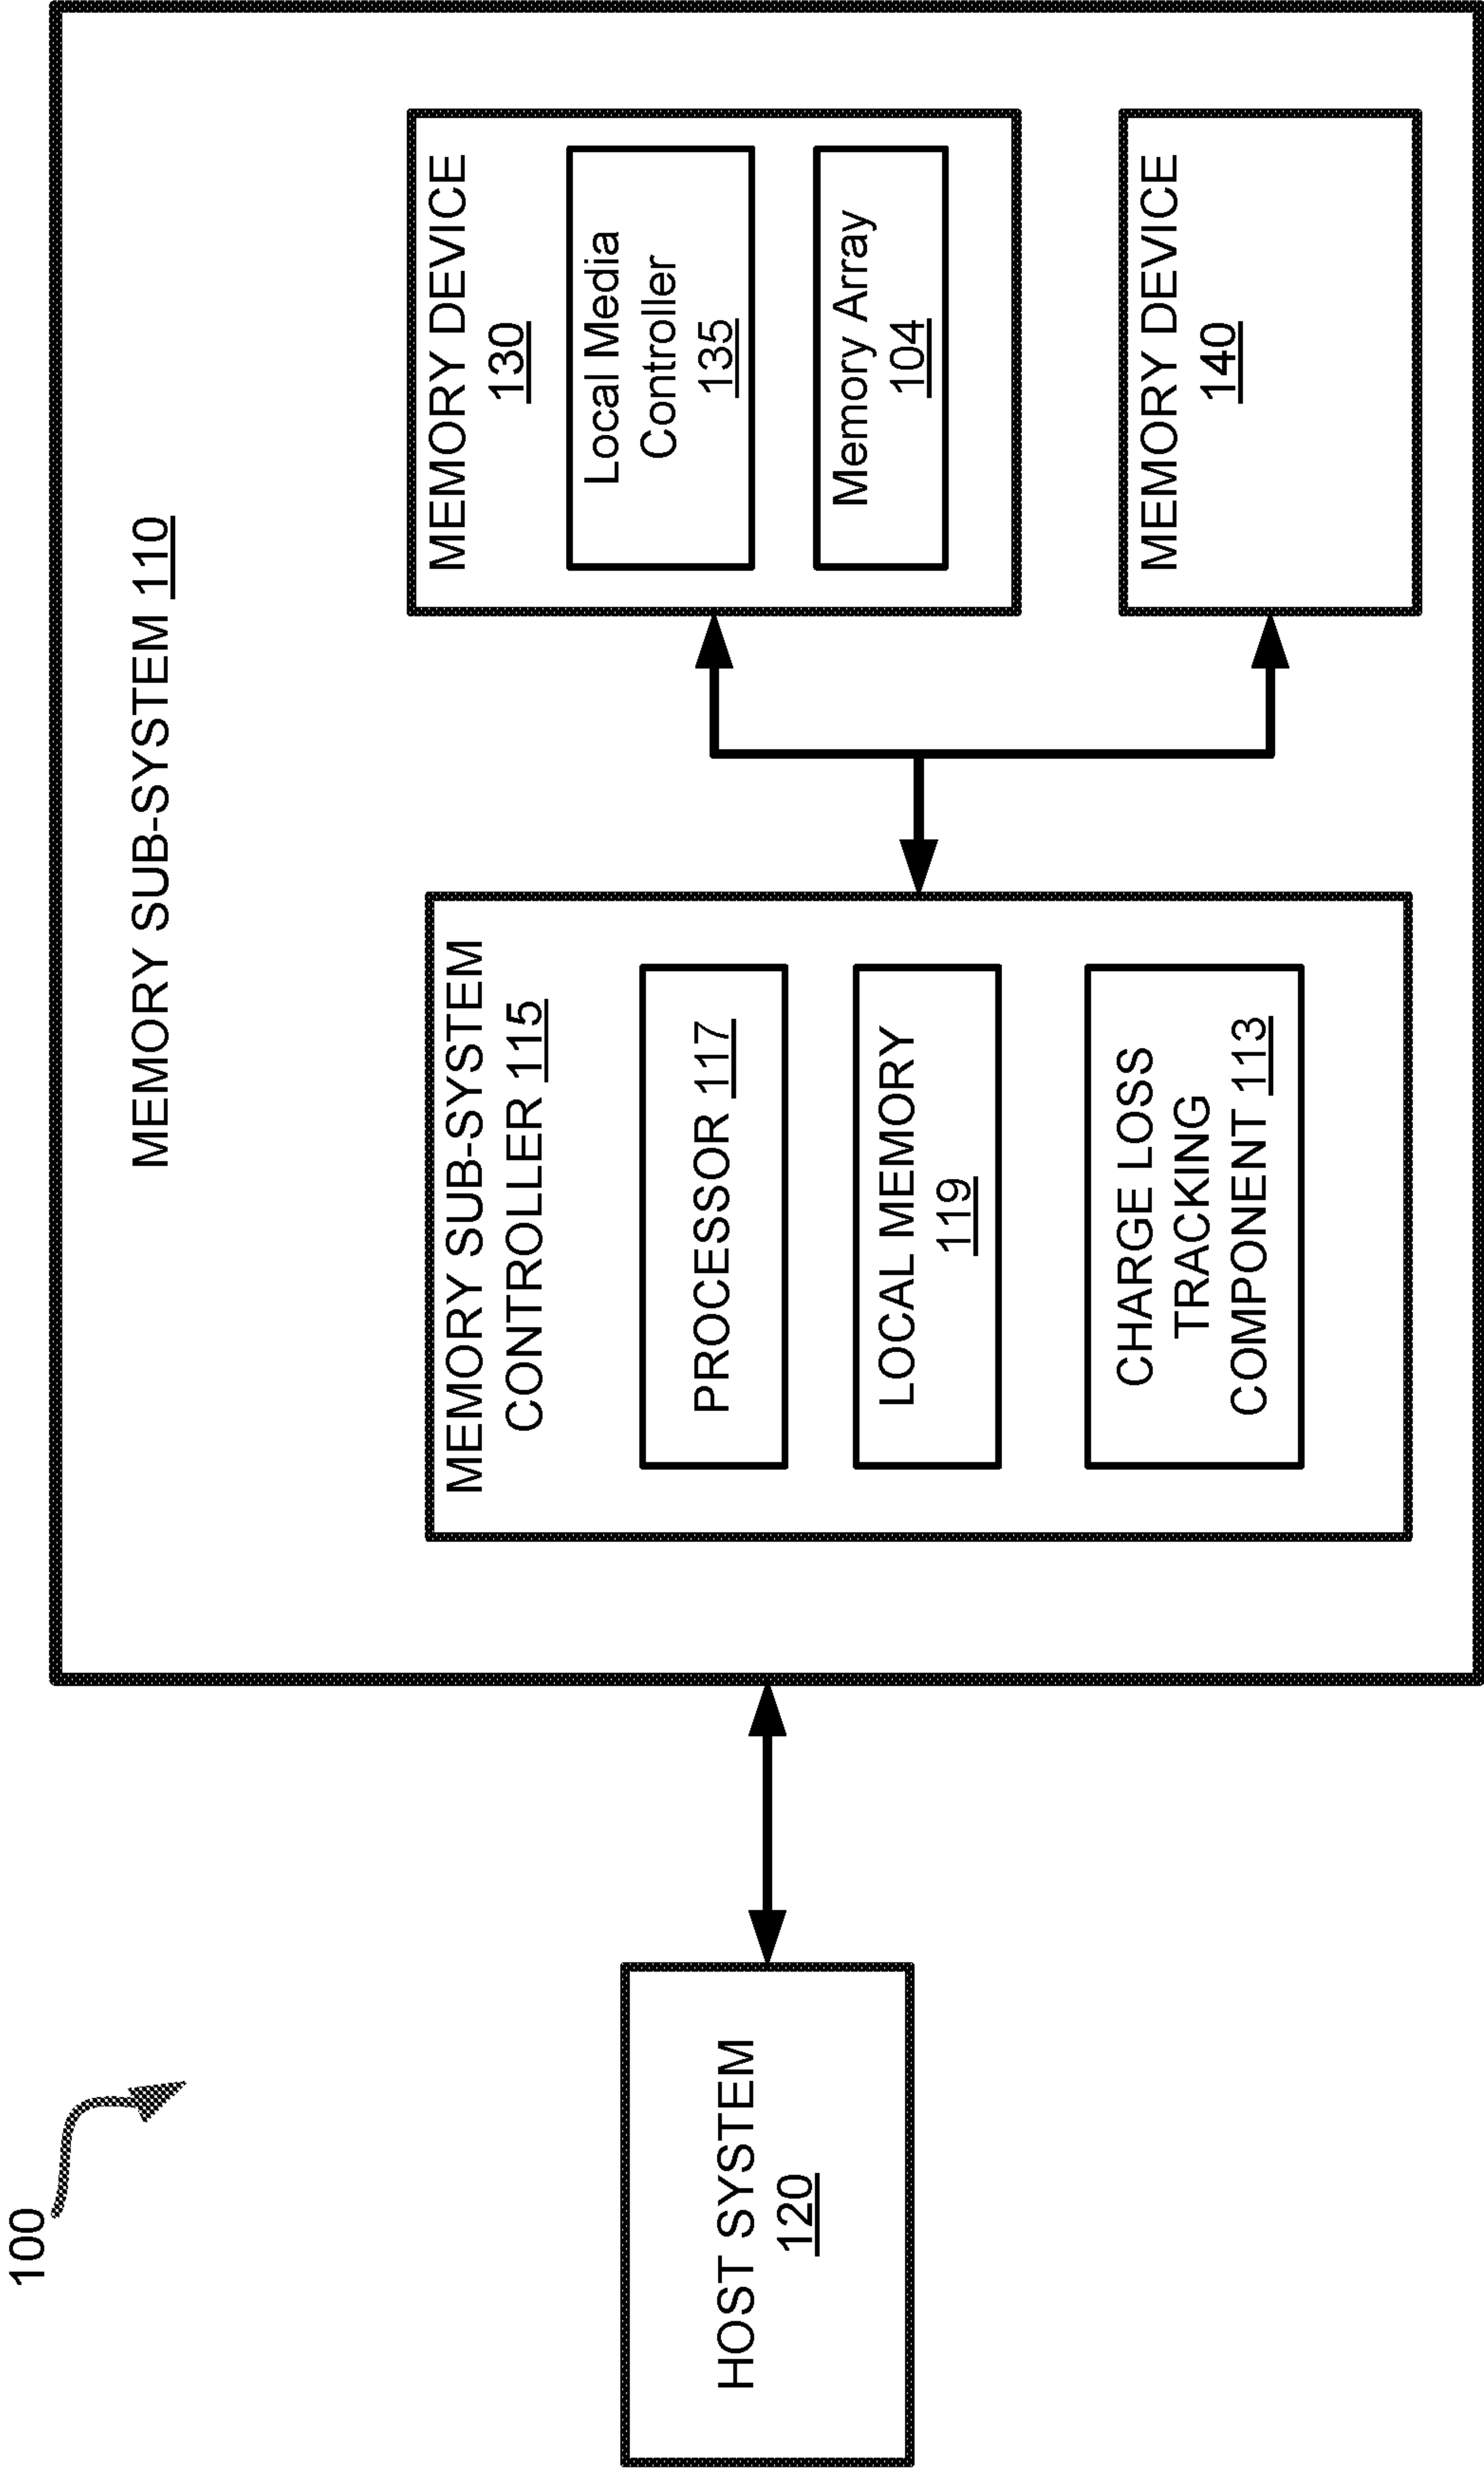 100
MEMORY SUB-SYSTEM 110
HOST SYSTEM
120
MEMORY SUB-SYSTEM
CONTROLLER 115
PROCESSOR 117
LOCAL MEMORY
119
CHARGE LOSS
TRACKING
COMPONENT 113
MEMORY DEVICE
130
Local Media
Controller
135
Memory Array
104
MEMORY DEVICE
140